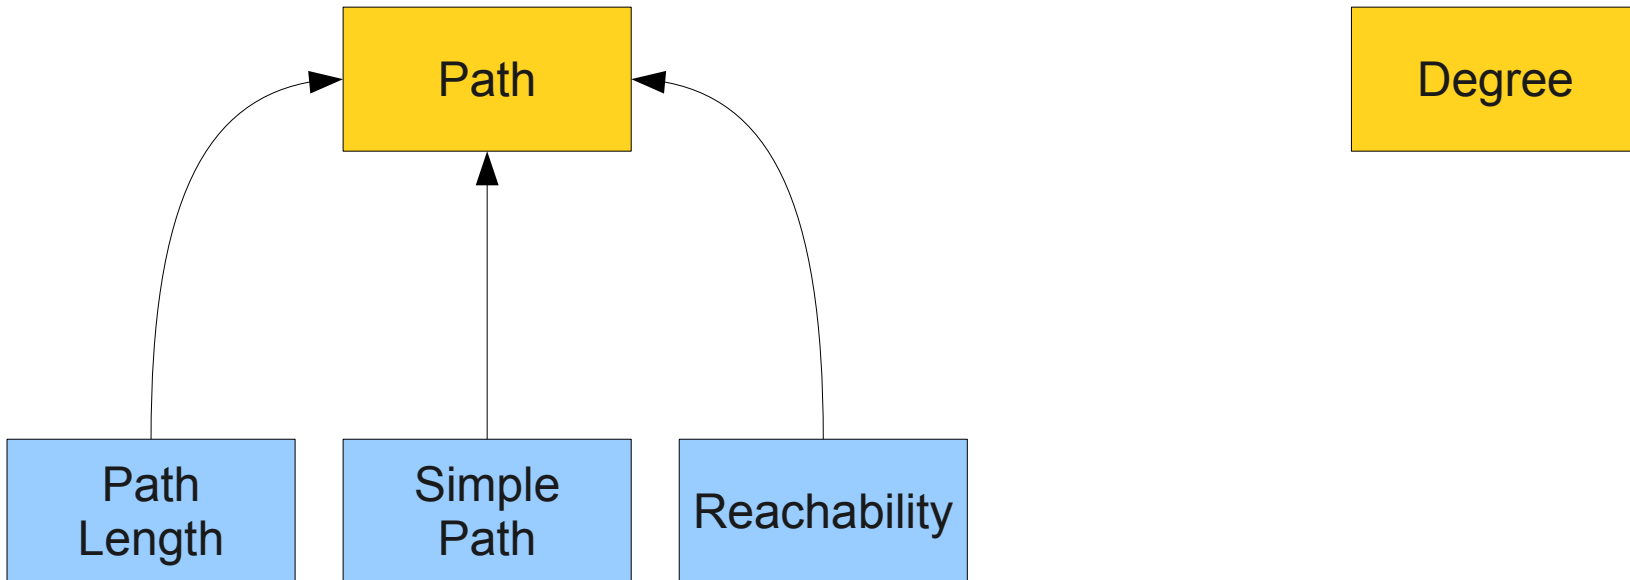 Path
Degree
Path
Length
Simple
Path
Reachability